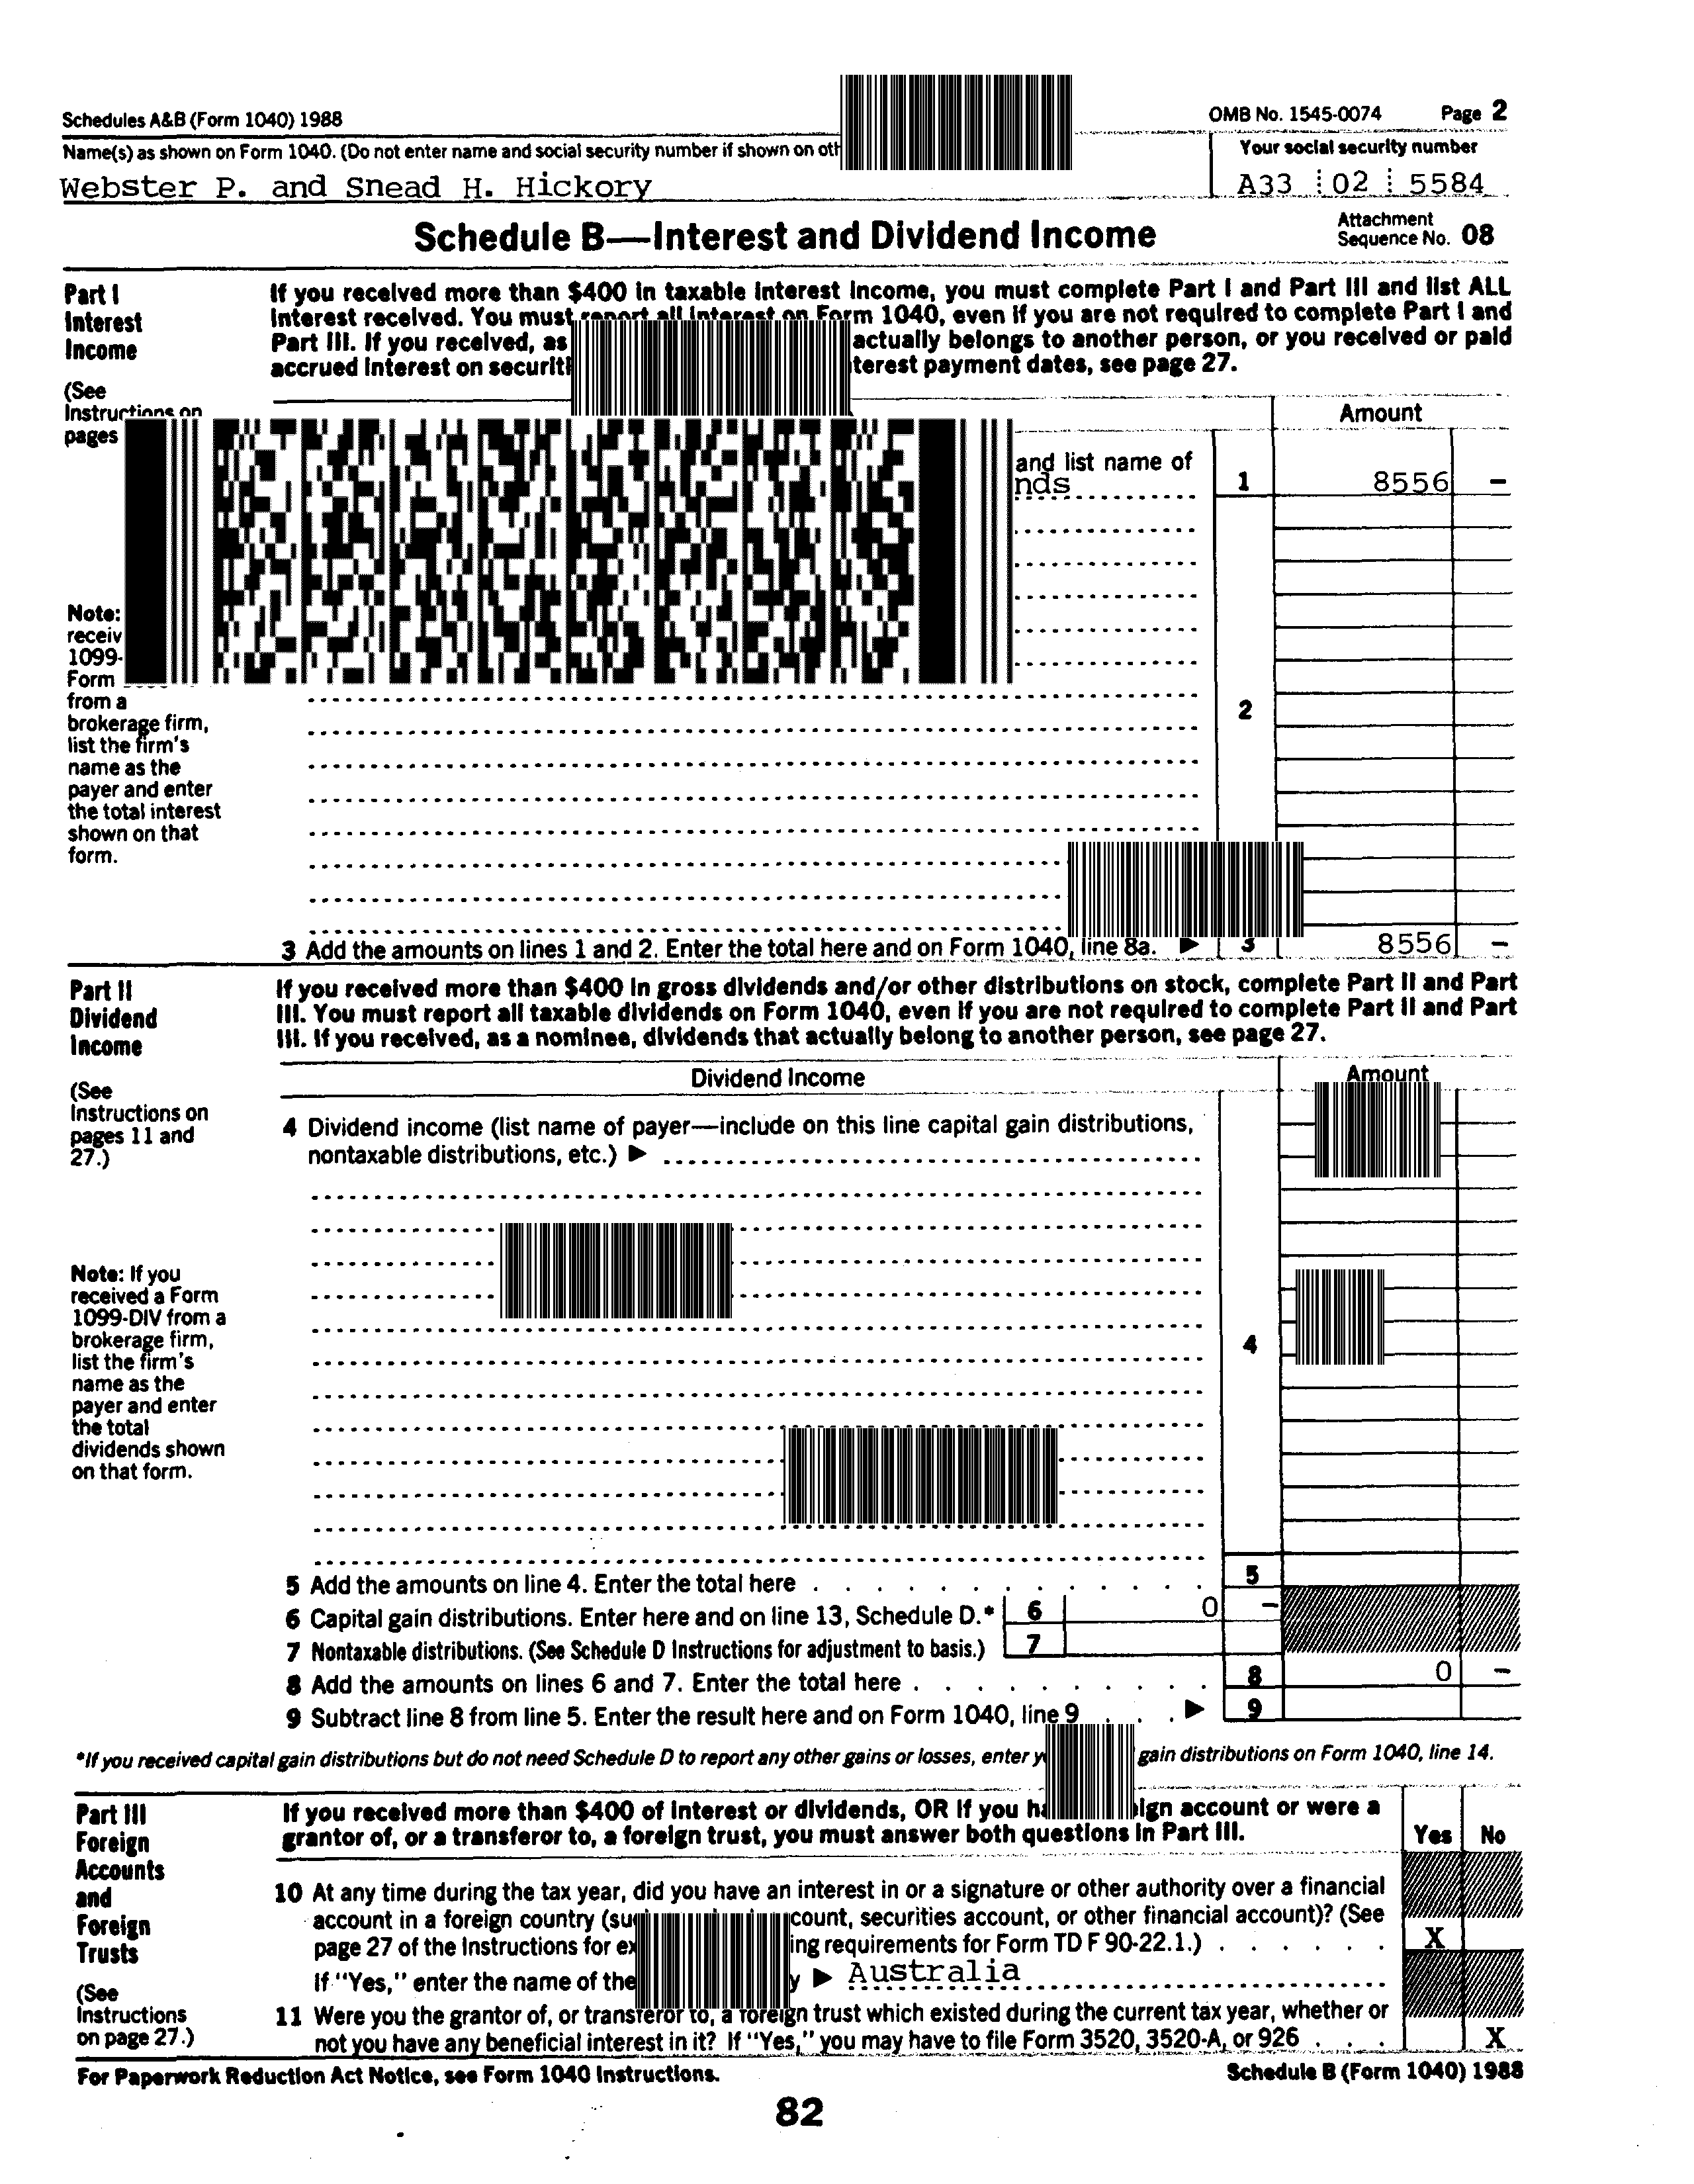 Schedules A&B (Form 1040) 1988
OMB No. 1545-0074 Page 2
Name(s) as shown on Form 1040. (Do not enter name and social security number if shown on
Your social security number
Webster P. and Snead H. Hickory
A33 02 5584
Schedule B—Interest and Dividend Income
Attachment
Sequence No. 08
Part I
Interest
Income
(See
Instructions on
pages
If you received more than $400 in taxable interest income, you must complete Part I and Part III and list ALL
interest received. You must report all interest on Form 1040, even if you are not required to complete Part I and
Part III. If you received, as actually belongs to another person, or you received or paid
accrued interest on payment dates, see page 27.
Amount
and list name of
1 8556 –
Note:
1099-
Form
from a
brokerage firm,
list the firm's
name as the
payer and enter
the total interest
shown on that
form.
2
3 Add the amounts on lines 1 and 2. Enter the total here and on Form 1040, line 8a. ▶ 3 8556 –
Part II
Dividend
Income
(See
Instructions on
pages 11 and
27.)
If you received more than $400 in gross dividends and/or other distributions on stock, complete Part II and Part
III. You must report all taxable dividends on Form 1040, even if you are not required to complete Part II and Part
III. If you received, as a nominee, dividends that actually belong to another person, see page 27.
Dividend Income
Amount
4 Dividend income (list name of payer—include on this line capital gain distributions,
nontaxable distributions, etc.) ▶
Note: If you
received a Form
1099-DIV from a
brokerage firm,
list the firm's
name as the
payer and enter
the total
dividends shown
on that form.
4
5 Add the amounts on line 4. Enter the total here . . . . . . . . . . . . . 5
6 Capital gain distributions. Enter here and on line 13, Schedule D.* 6 0 –
7 Nontaxable distributions. (See Schedule D Instructions for adjustment to basis.) 7
8 Add the amounts on lines 6 and 7. Enter the total here . . . . . . . . . . 8 0 –
9 Subtract line 8 from line 5. Enter the result here and on Form 1040, line 9 . . . ▶ 9
*If you received capital gain distributions but do not need Schedule D to report any other gains or losses, enter gain distributions on Form 1040, line 14.
Part III
Foreign
Accounts
and
Foreign
Trusts
(See
Instructions
on page 27.)
If you received more than $400 of interest or dividends, OR if you account or were a
grantor of, or a transferor to, a foreign trust, you must answer both questions in Part III.
Yes No
10 At any time during the tax year, did you have an interest in or a signature or other authority over a financial
account in a foreign country securities account, or other financial account)? (See
page 27 of the Instructions for requirements for Form TD F 90-22.1.) . . . . . . X
If "Yes," enter the name of the ▶ Australia
11 Were you the grantor of, or transferor to, a foreign trust which existed during the current tax year, whether or
not you have any beneficial interest in it? If "Yes," you may have to file Form 3520, 3520-A, or 926 . . . X
For Paperwork Reduction Act Notice, see Form 1040 Instructions.
Schedule B (Form 1040) 1988
82